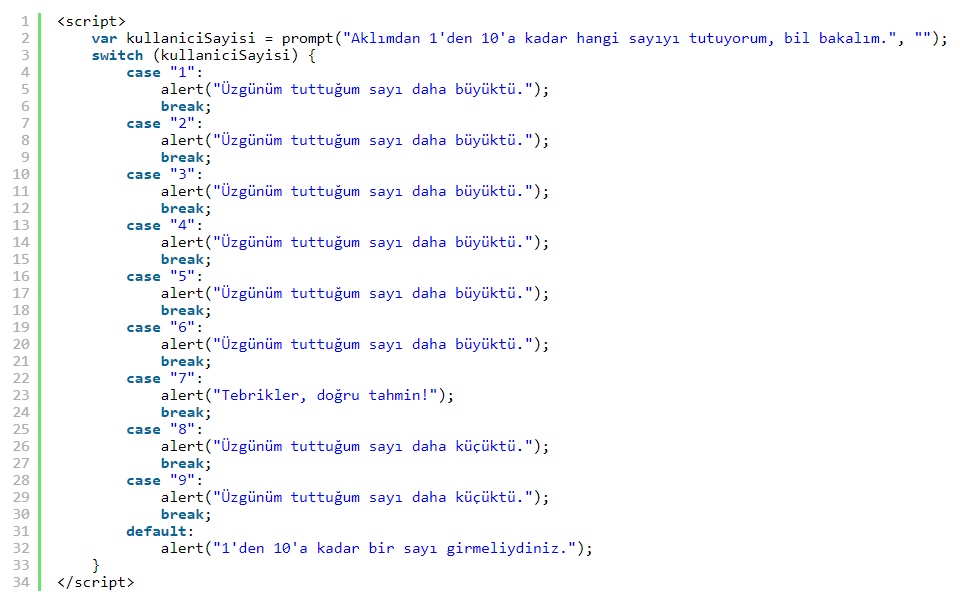 1 <script>
2 var kullaniciSayisi = prompt("Aklımdan 1'den 10'a kadar hangi sayıyı tutuyorum, bil bakalım.", "");
3 switch (kullaniciSayisi) {
4 case "1":
5 alert("Üzgünüm tuttuğum sayı daha büyüktü.");
6 break;
7 case "2":
8 alert("Üzgünüm tuttuğum sayı daha büyüktü.");
9 break;
10 case "3":
11 alert("Üzgünüm tuttuğum sayı daha büyüktü.");
12 break;
13 case "4":
14 alert("Üzgünüm tuttuğum sayı daha büyüktü.");
15 break;
16 case "5":
17 alert("Üzgünüm tuttuğum sayı daha büyüktü.");
18 break;
19 case "6":
20 alert("Üzgünüm tuttuğum sayı daha büyüktü.");
21 break;
22 case "7":
23 alert("Tebrikler, doğru tahmin!");
24 break;
25 case "8":
26 alert("Üzgünüm tuttuğum sayı daha küçüktü.");
27 break;
28 case "9":
29 alert("Üzgünüm tuttuğum sayı daha küçüktü.");
30 break;
31 default:
32 alert("1'den 10'a kadar bir sayı girmeliydiniz.");
33 }
34 </script>